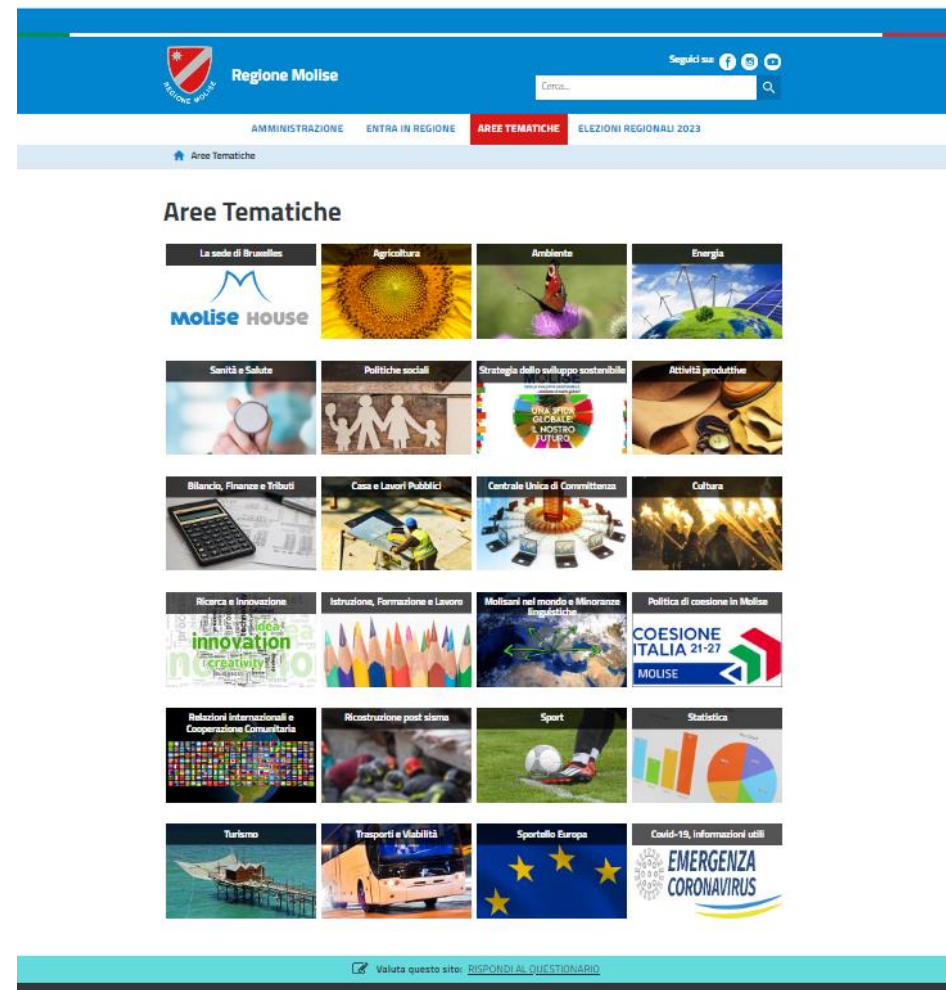 Seguici su:
REGIONE MOLISE
Regione Molise
Cerca...
AMMINISTRAZIONE ENTRA IN REGIONE AREE TEMATICHE ELEZIONI REGIONALI 2023
Aree Tematiche
Aree Tematiche
La sede di Bruxelles
MOLISE HOUSE
Agricoltura
Ambiente
Energia
Sanità e Salute
Politiche sociali
Strategia dello sviluppo sostenibile
MOLISE
UNA SFIDA
GLOBALE:
IL NOSTRO
FUTURO
Attività produttive
Bilancio, Finanze e Tributi
Casa e Lavori Pubblici
Centrale Unica di Committenza
Cultura
Ricerca e Innovazione
idea
innovation
creativity
Istruzione, Formazione e Lavoro
Molisani nel mondo e Minoranze
linguistiche
Politica di coesione in Molise
COESIONE
ITALIA 21-27
MOLISE
Relazioni internazionali e
Cooperazione Comunitaria
Ricostruzione post sisma
Sport
Statistica
Turismo
Trasporti e Viabilità
Sportello Europa
Covid-19, informazioni utili
EMERGENZA
CORONAVIRUS
Valuta questo sito: RISPONDI AL QUESTIONARIO